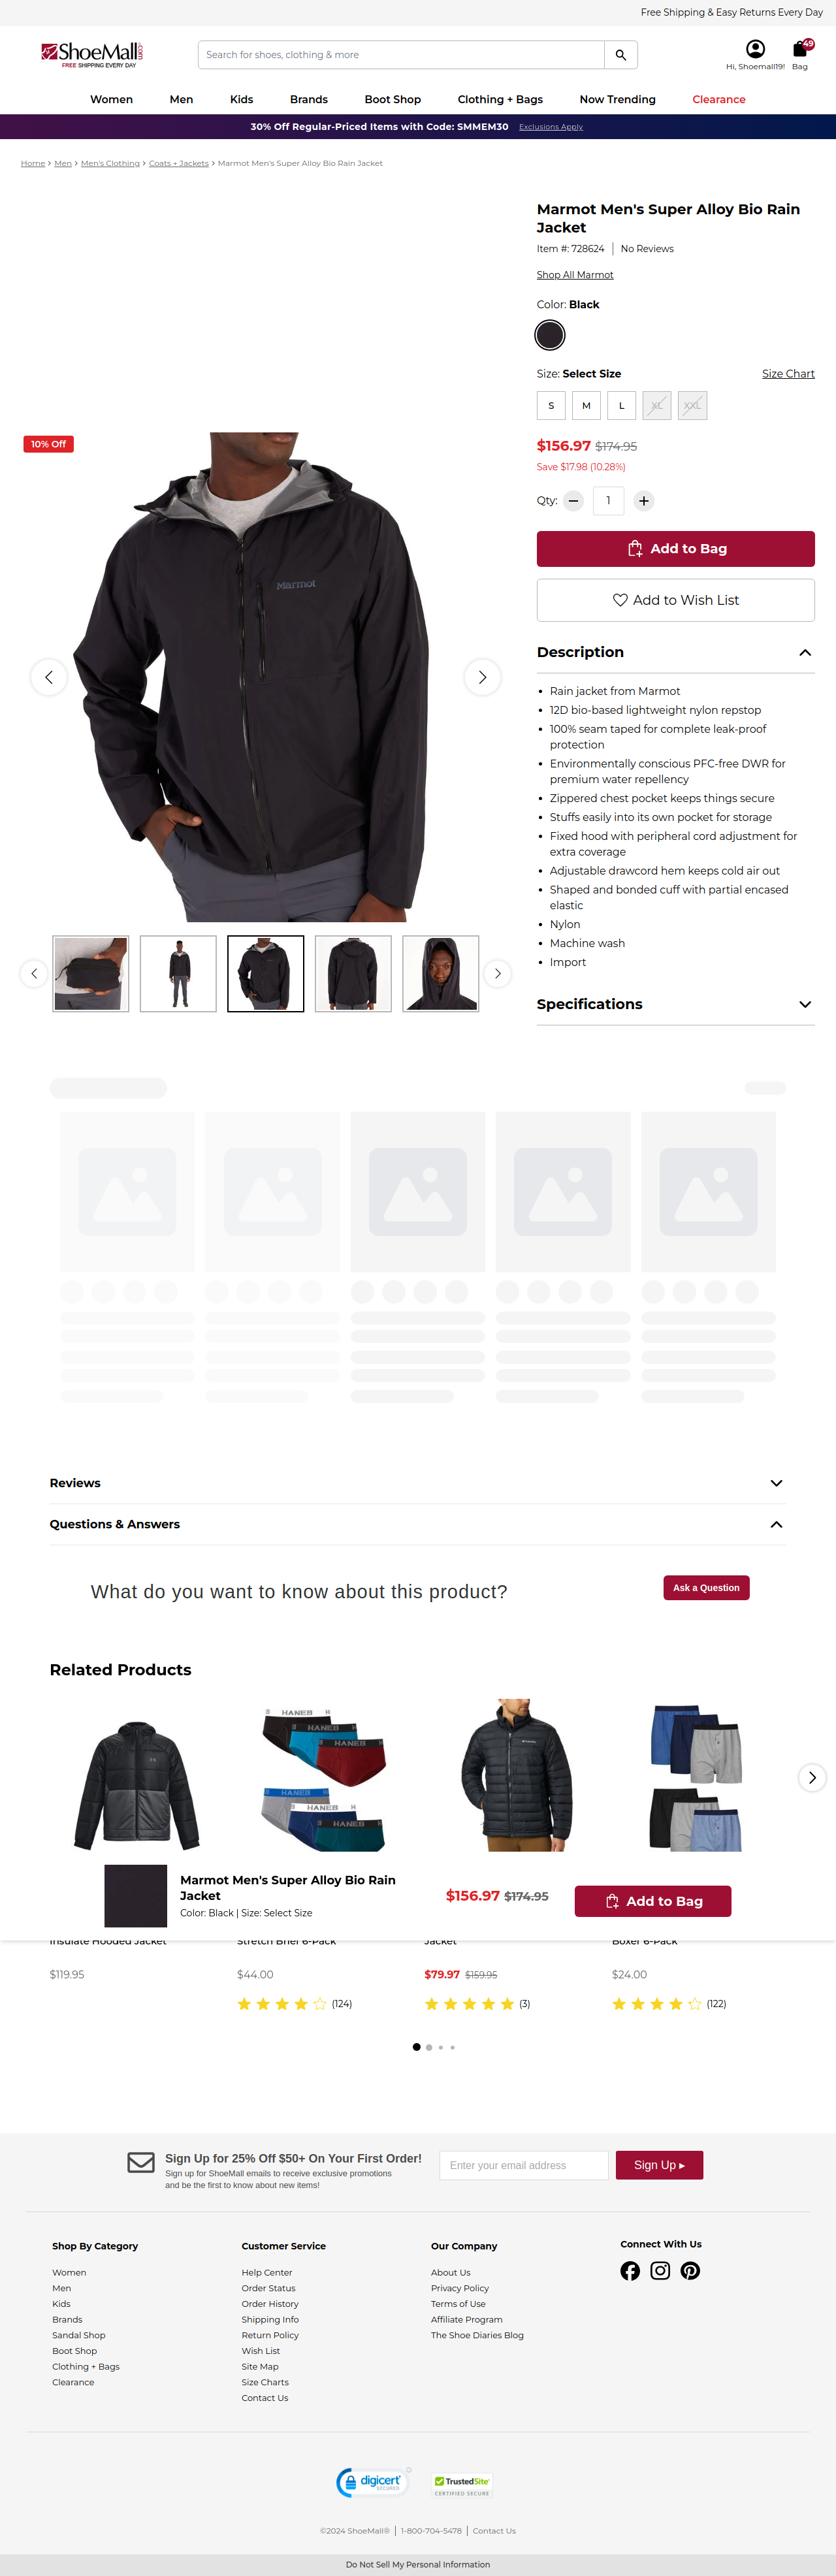 Free Shipping & Easy Returns Every Day
ShoeMall.com
FREE SHIPPING EVERY DAY
Search for shoes, clothing & more
Hi, Shoemall19!
49
Bag
Women Men Kids Brands Boot Shop Clothing + Bags Now Trending Clearance
30% Off Regular-Priced Items with Code: SMMEM30 Exclusions Apply
Home > Men > Men's Clothing > Coats + Jackets > Marmot Men's Super Alloy Bio Rain Jacket
10% Off
Marmot
Marmot Men's Super Alloy Bio Rain
Jacket
Item #: 728624 | No Reviews
Shop All Marmot
Color: Black
Size: Select Size Size Chart
S M L XL XXL
$156.97 $174.95
Save $17.98 (10.28%)
Qty: 1
Add to Bag
Add to Wish List
Description
• Rain jacket from Marmot
• 12D bio-based lightweight nylon repstop
• 100% seam taped for complete leak-proof
protection
• Environmentally conscious PFC-free DWR for
premium water repellency
• Zippered chest pocket keeps things secure
• Stuffs easily into its own pocket for storage
• Fixed hood with peripheral cord adjustment for
extra coverage
• Adjustable drawcord hem keeps cold air out
• Shaped and bonded cuff with partial encased
elastic
• Nylon
• Machine wash
• Import
Specifications
Reviews
Questions & Answers
What do you want to know about this product?
Ask a Question
Related Products
HANES HANES
HANES HANES
Columbia
Marmot Men's Super Alloy Bio Rain
Jacket
Color: Black | Size: Select Size
$156.97 $174.95
Add to Bag
Insulate Hooded Jacket
Stretch Brief 6-Pack
Jacket
Boxer 6-Pack
$119.95
$44.00
$79.97 $159.95
$24.00
(124)
(3)
(122)
Sign Up for 25% Off $50+ On Your First Order!
Sign up for ShoeMall emails to receive exclusive promotions
and be the first to know about new items!
Enter your email address
Sign Up ▸
Shop By Category
Women
Men
Kids
Brands
Sandal Shop
Boot Shop
Clothing + Bags
Clearance
Customer Service
Help Center
Order Status
Order History
Shipping Info
Return Policy
Wish List
Site Map
Size Charts
Contact Us
Our Company
About Us
Privacy Policy
Terms of Use
Affiliate Program
The Shoe Diaries Blog
Connect With Us
digicert
SECURED
TrustedSite
CERTIFIED SECURE
©2024 ShoeMall® | 1-800-704-5478 | Contact Us
Do Not Sell My Personal Information